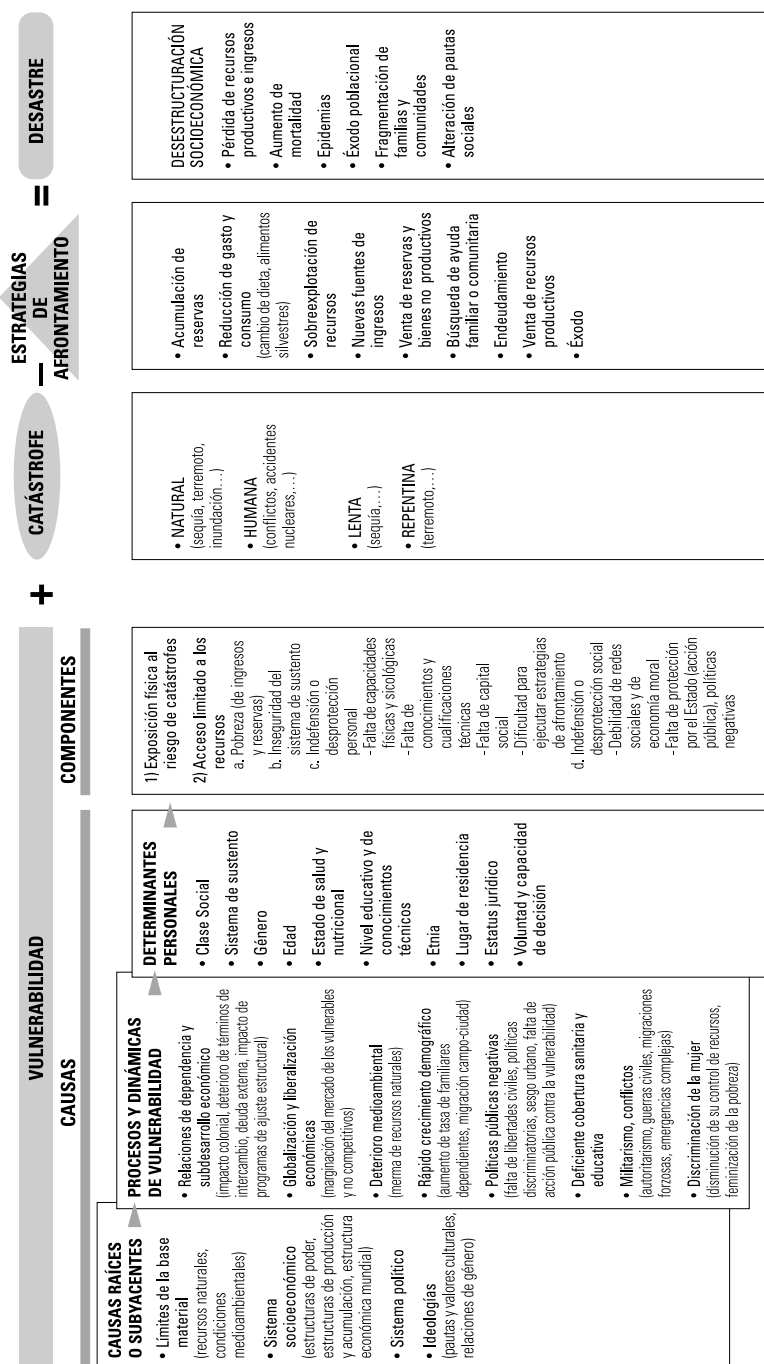 VULNERABILIDAD
+
CATÁSTROFE
–
ESTRATEGIAS
DE
AFRONTAMIENTO
=
DESASTRE
CAUSAS
COMPONENTES
CAUSAS RAÍCES
O SUBYACENTES
• Límites de la base
material
(recursos naturales,
condiciones
medioambientales)
• Sistema
socioeconómico
(estructuras de poder,
estructuras de producción
y acumulación, estructura
económica mundial)
• Sistema político
• Ideologías
(pautas y valores culturales,
relaciones de género)
PROCESOS Y DINÁMICAS
DE VULNERABILIDAD
• Relaciones de dependencia y
subdesarrollo económico
(impacto colonial, deterioro de términos de
intercambio, deuda externa, impacto de
programas de ajuste estructural)
• Globalización y liberalización
económicas
(marginación del mercado de los vulnerables
y no competitivos)
• Deterioro medioambiental
(merma de recursos naturales)
• Rápido crecimiento demográfico
(aumento de tasa de familiares
dependientes, migración campo-ciudad)
• Políticas públicas negativas
(falta de libertades civiles, políticas
discriminatorias, sesgo urbano, falta de
acción pública contra la vulnerabilidad)
• Deficiente cobertura sanitaria y
educativa
• Militarismo, conflictos
(autoritarismo, guerras civiles, migraciones
forzosas, emergencias complejas)
• Discriminación de la mujer
(disminución de su control de recursos,
feminización de la pobreza)
DETERMINANTES
PERSONALES
• Clase Social
• Sistema de sustento
• Género
• Edad
• Estado de salud y
nutricional
• Nivel educativo y de
conocimientos
técnicos
• Etnia
• Lugar de residencia
• Estatus jurídico
• Voluntad y capacidad
de decisión
1) Exposición física al
riesgo de catástrofes
2) Acceso limitado a los
recursos
a. Pobreza (de ingresos
y reservas)
b. Inseguridad del
sistema de sustento
c. Indefensión o
desprotección
personal
- Falta de capacidades
físicas y sicológicas
- Falta de
conocimientos y
cualificaciones
técnicas
- Falta de capital
social
- Dificultad para
ejecutar estrategias
de afrontamiento
d. Indefensión o
desprotección social
- Debilidad de redes
sociales y de
economía moral
- Falta de protección
por el Estado (acción
pública), políticas
negativas
• NATURAL
(sequía, terremoto,
inundación…)
• HUMANA
(conflictos, accidentes
nucleares,…)
• LENTA
(sequía,…)
• REPENTINA
(terremoto,…)
• Acumulación de
reservas
• Reducción de gasto y
consumo
(cambio de dieta, alimentos
silvestres)
• Sobreexplotación de
recursos
• Nuevas fuentes de
ingresos
• Venta de reservas y
bienes no productivos
• Búsqueda de ayuda
familiar o comunitaria
• Endeudamiento
• Venta de recursos
productivos
• Éxodo
DESESTRUCTURACIÓN
SOCIOECONÓMICA
• Pérdida de recursos
productivos e ingresos
• Aumento de
mortalidad
• Epidemias
• Éxodo poblacional
• Fragmentación de
familias y
comunidades
• Alteración de pautas
sociales